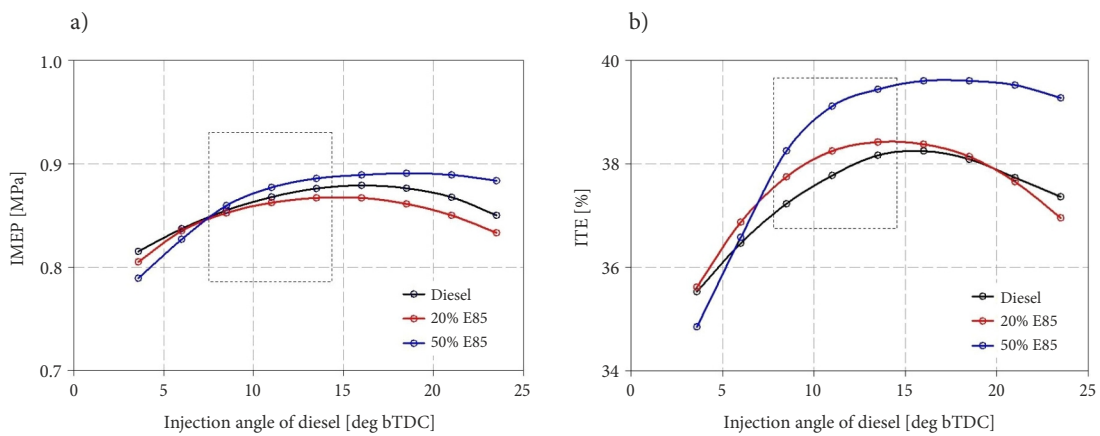 a)
IMEP [MPa]
1.0
0.9
0.8
0.7
Diesel
20% E85
50% E85
0
5
10
15
20
25
Injection angle of diesel [deg bTDC]
b)
ITE [%]
40
38
36
34
Diesel
20% E85
50% E85
0
5
10
15
20
25
Injection angle of diesel [deg bTDC]